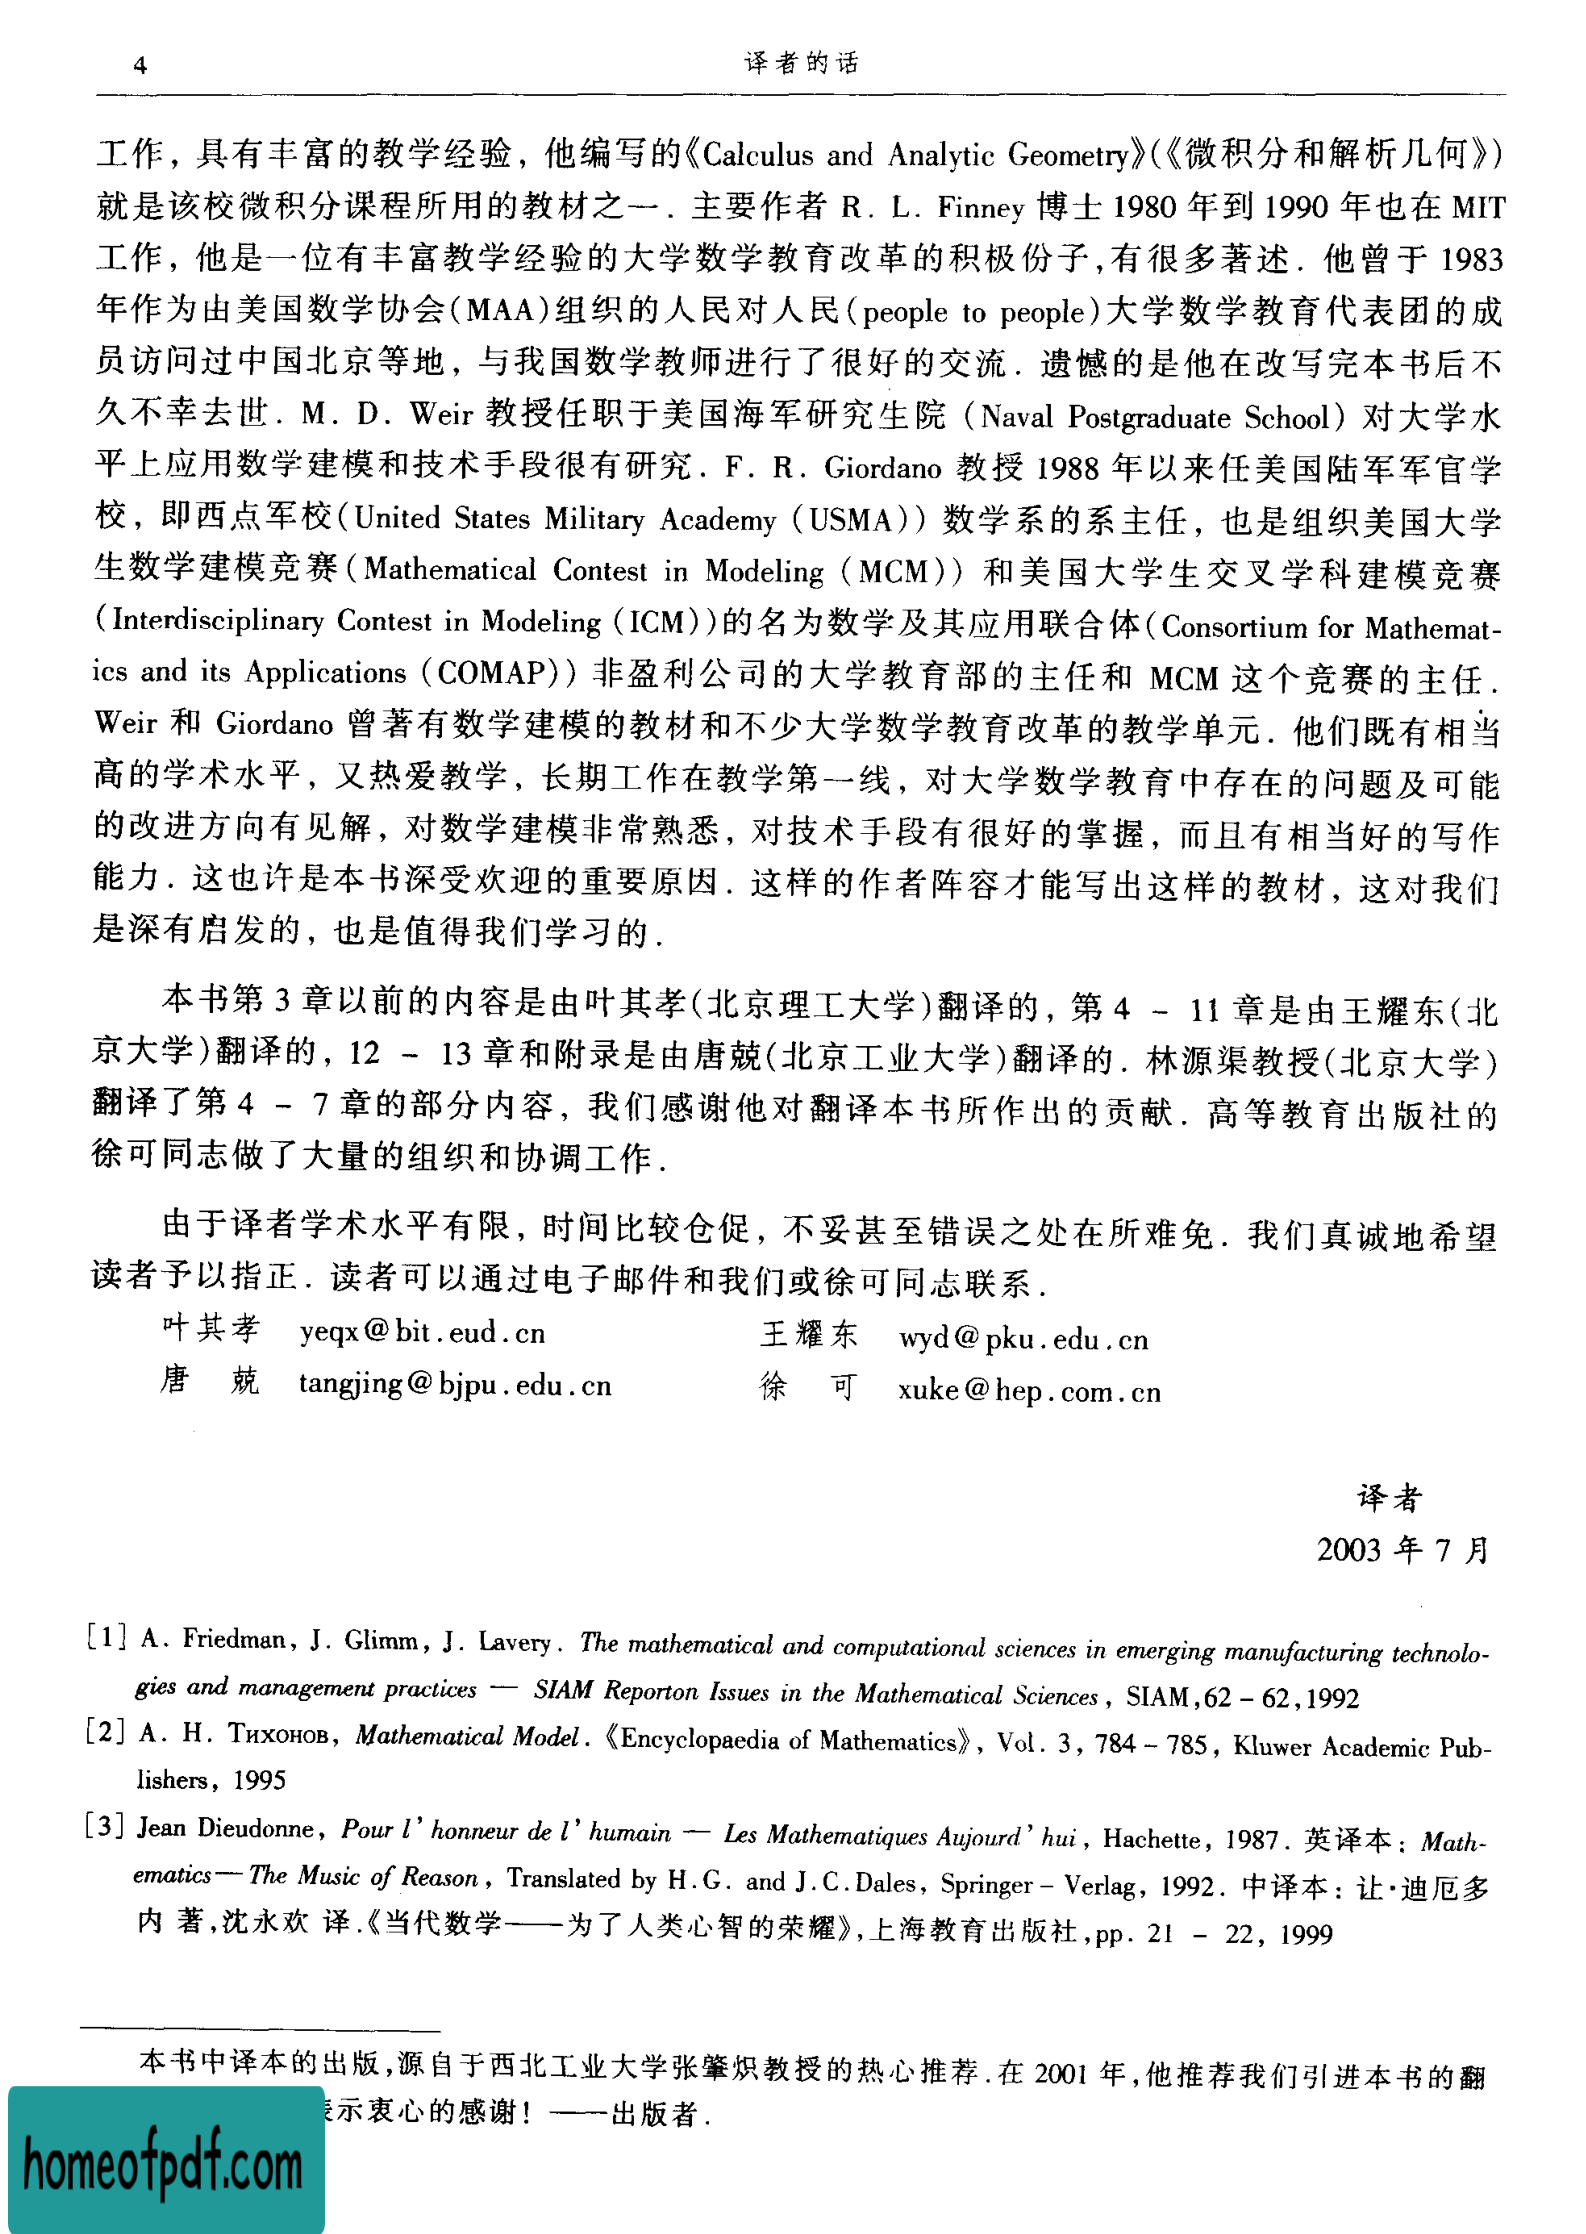 4 译者的话
工作，具有丰富的教学经验，他编写的《Calculus and Analytic Geometry》(《微积分和解析几何》)
就是该校微积分课程所用的教材之一．主要作者 R. L. Finney 博士 1980 年到 1990 年也在 MIT
工作，他是一位有丰富教学经验的大学数学教育改革的积极份子,有很多著述．他曾于 1983
年作为由美国数学协会(MAA)组织的人民对人民(people to people)大学数学教育代表团的成
员访问过中国北京等地，与我国数学教师进行了很好的交流．遗憾的是他在改写完本书后不
久不幸去世．M. D. Weir 教授任职于美国海军研究生院 (Naval Postgraduate School) 对大学水
平上应用数学建模和技术手段很有研究．F. R. Giordano 教授 1988 年以来任美国陆军军官学
校，即西点军校(United States Military Academy (USMA)) 数学系的系主任，也是组织美国大学
生数学建模竞赛(Mathematical Contest in Modeling (MCM)) 和美国大学生交叉学科建模竞赛
(Interdisciplinary Contest in Modeling (ICM))的名为数学及其应用联合体(Consortium for Mathemat-
ics and its Applications (COMAP)) 非盈利公司的大学教育部的主任和 MCM 这个竞赛的主任．
Weir 和 Giordano 曾著有数学建模的教材和不少大学数学教育改革的教学单元．他们既有相当
高的学术水平，又热爱教学，长期工作在教学第一线，对大学数学教育中存在的问题及可能
的改进方向有见解，对数学建模非常熟悉，对技术手段有很好的掌握，而且有相当好的写作
能力．这也许是本书深受欢迎的重要原因．这样的作者阵容才能写出这样的教材，这对我们
是深有启发的，也是值得我们学习的．
本书第 3 章以前的内容是由叶其孝(北京理工大学)翻译的，第 4 - 11 章是由王耀东(北
京大学)翻译的，12 - 13 章和附录是由唐兢(北京工业大学)翻译的．林源渠教授(北京大学)
翻译了第 4 - 7 章的部分内容，我们感谢他对翻译本书所作出的贡献．高等教育出版社的
徐可同志做了大量的组织和协调工作．
由于译者学术水平有限，时间比较仓促，不妥甚至错误之处在所难免．我们真诚地希望
读者予以指正．读者可以通过电子邮件和我们或徐可同志联系．
叶其孝 yeqx@bit.eud.cn 王耀东 wyd@pku.edu.cn
唐 兢 tangjing@bjpu.edu.cn 徐 可 xuke@hep.com.cn
译者
2003 年 7 月
[1] A. Friedman, J. Glimm, J. Lavery. The mathematical and computational sciences in emerging manufacturing technolo-
gies and management practices — SIAM Reporton Issues in the Mathematical Sciences, SIAM,62 - 62,1992
[2] A. H. Тихонов, Mathematical Model.《Encyclopaedia of Mathematics》, Vol. 3, 784 - 785, Kluwer Academic Pub-
lishers, 1995
[3] Jean Dieudonne, Pour l'honneur de l'humain — Les Mathematiques Aujourd'hui, Hachette, 1987. 英译本: Math-
ematics— The Music of Reason, Translated by H.G. and J.C.Dales, Springer - Verlag, 1992. 中译本: 让·迪厄多
内 著,沈永欢 译.《当代数学——为了人类心智的荣耀》,上海教育出版社,pp. 21 - 22, 1999
本书中译本的出版,源自于西北工业大学张肇炽教授的热心推荐.在 2001 年,他推荐我们引进本书的翻
表示衷心的感谢! ——出版者.
homeofpdf.com